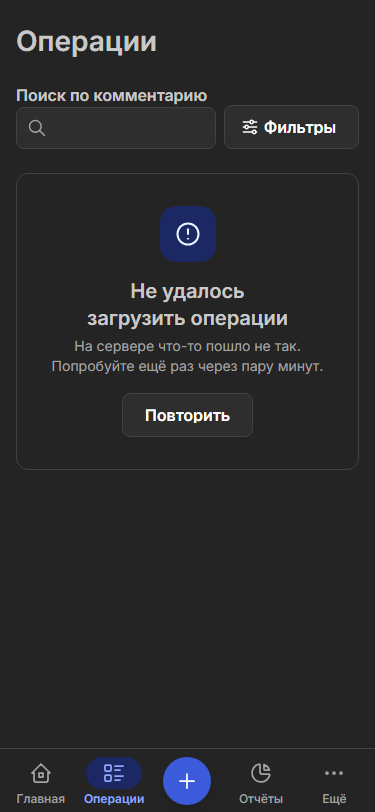 Операции
Поиск по комментарию
Фильтры
Не удалось
загрузить операции
На сервере что-то пошло не так.
Попробуйте ещё раз через пару минут.
Повторить
Главная
Операции
Отчёты
Ещё